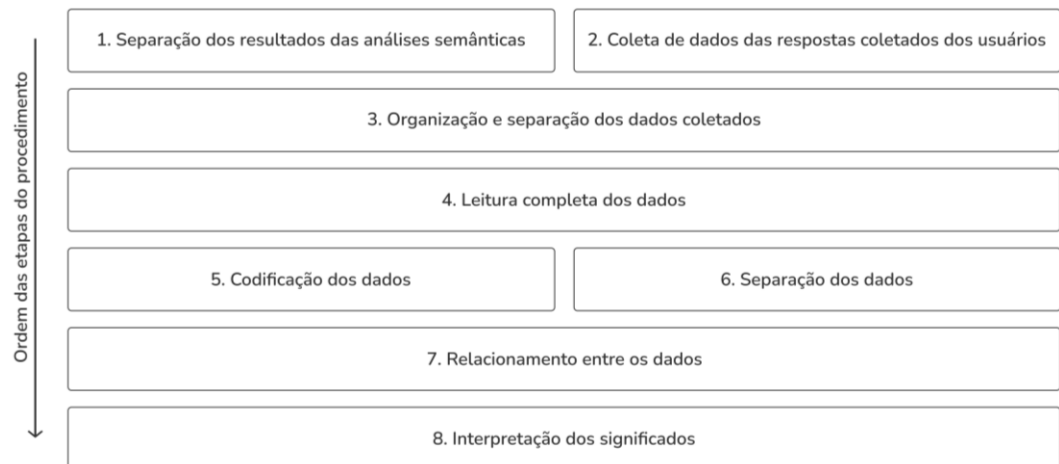 Ordem das etapas do procedimento
1. Separação dos resultados das análises semânticas
2. Coleta de dados das respostas coletados dos usuários
3. Organização e separação dos dados coletados
4. Leitura completa dos dados
5. Codificação dos dados
6. Separação dos dados
7. Relacionamento entre os dados
8. Interpretação dos significados